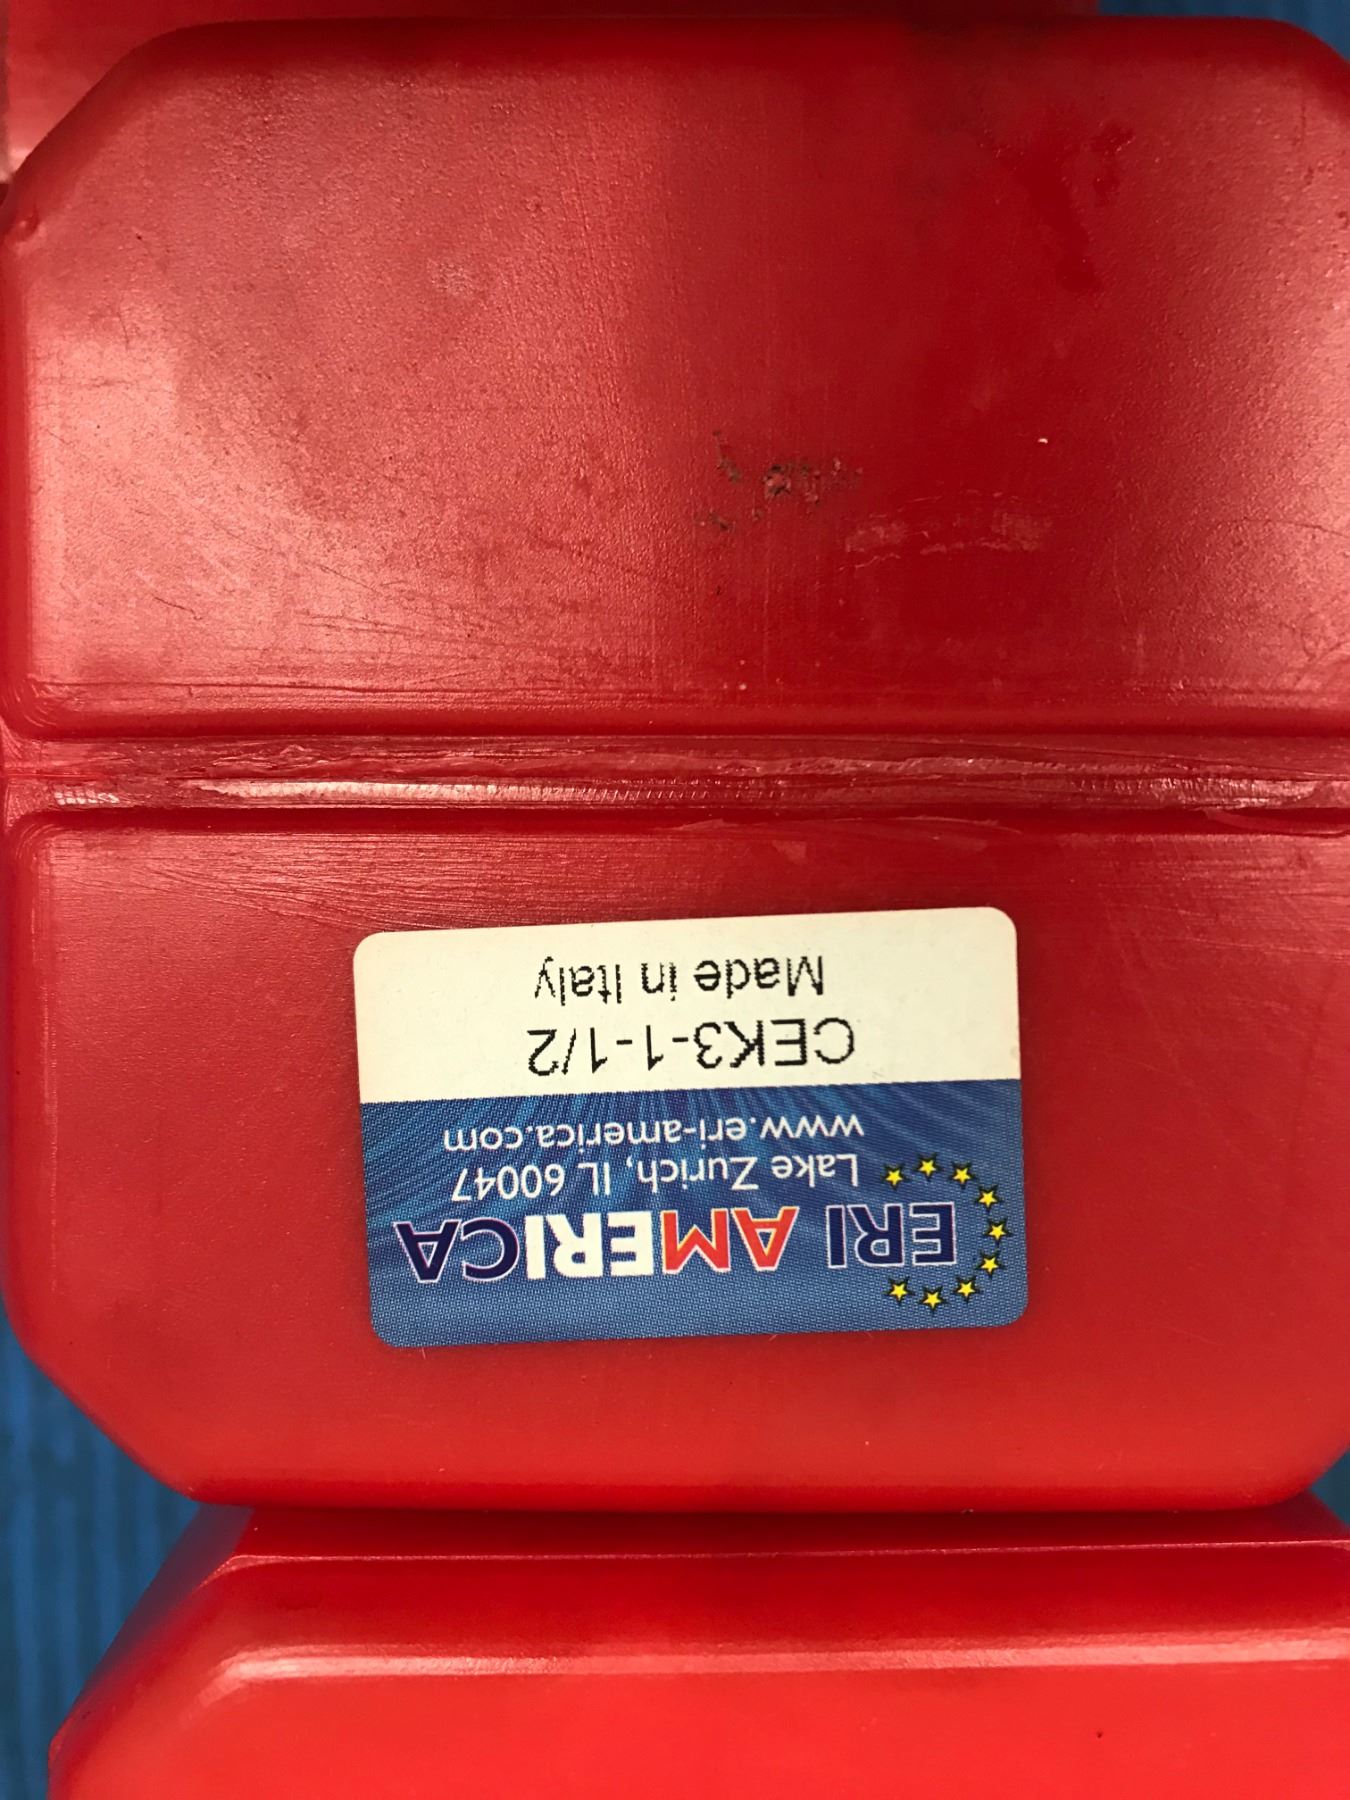 ERI AMERICA
Lake Zurich, IL 60047
www.eri-america.com
CEK3-1-1/2
Made in Italy